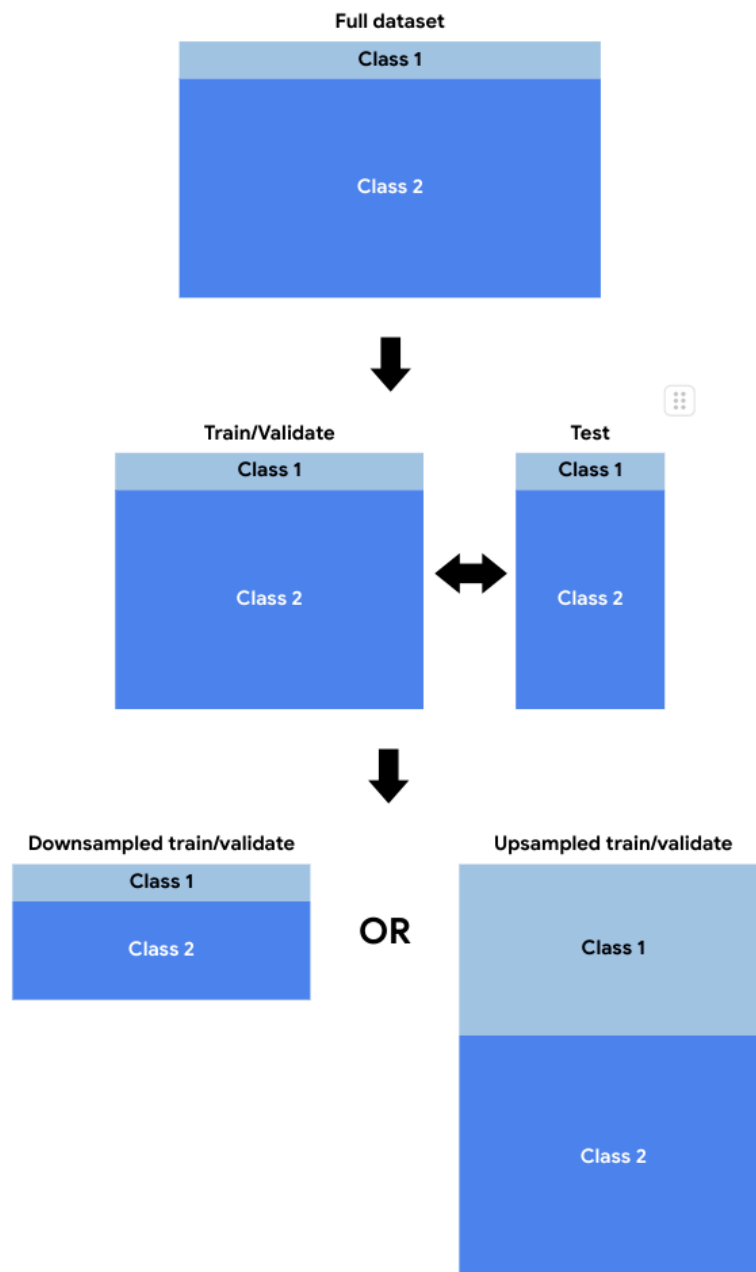 Full dataset
Class 1
Class 2
Train/Validate
Test
Class 1
Class 1
Class 2
Class 2
Downsampled train/validate
Upsampled train/validate
Class 1
Class 2
OR
Class 1
Class 2